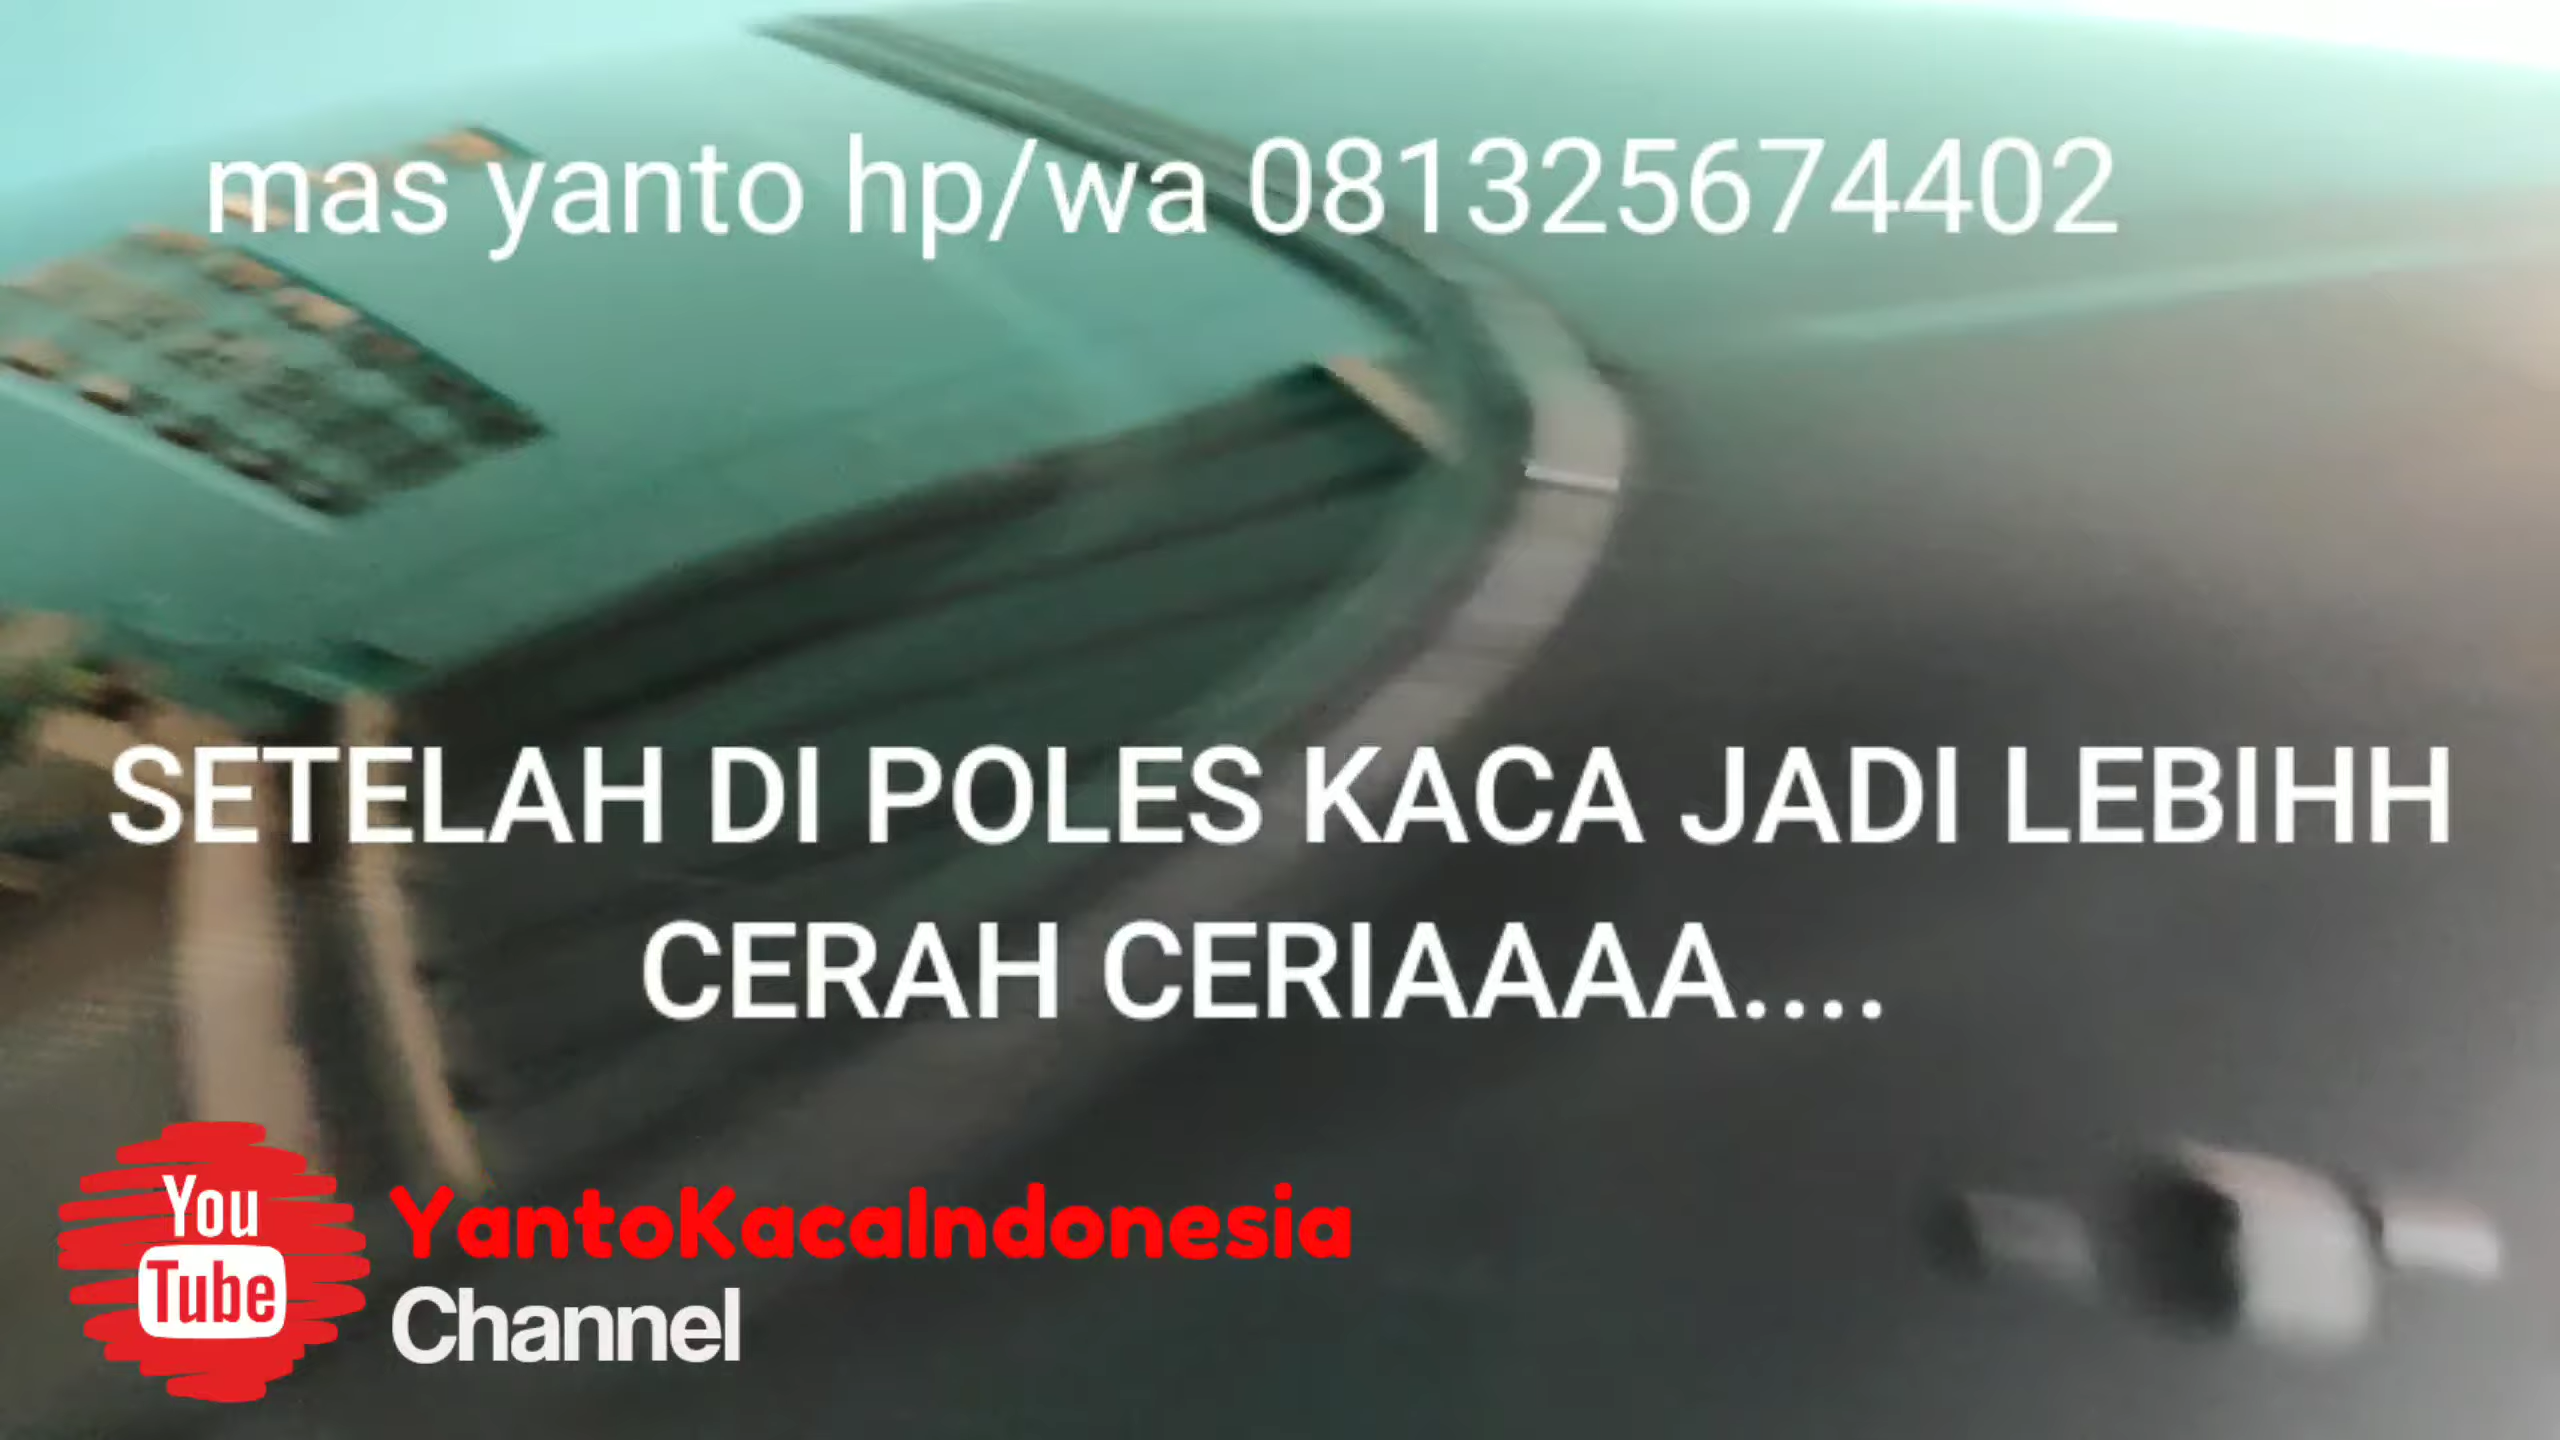 mas yanto hp/wa 081325674402
SETELAH DI POLES KACA JADI LEBIHH
CERAH CERIAAAA....
You
Tube
YantoKacaIndonesia
Channel